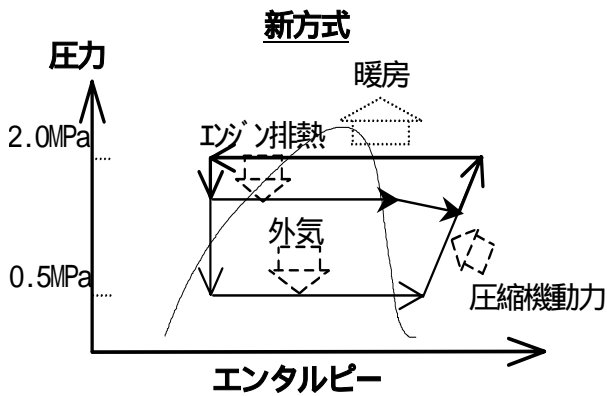 新方式
圧力
暖房
2.0MPa
ｴﾝｼﾞﾝ排熱
外気
0.5MPa
圧縮機動力
エンタルピー